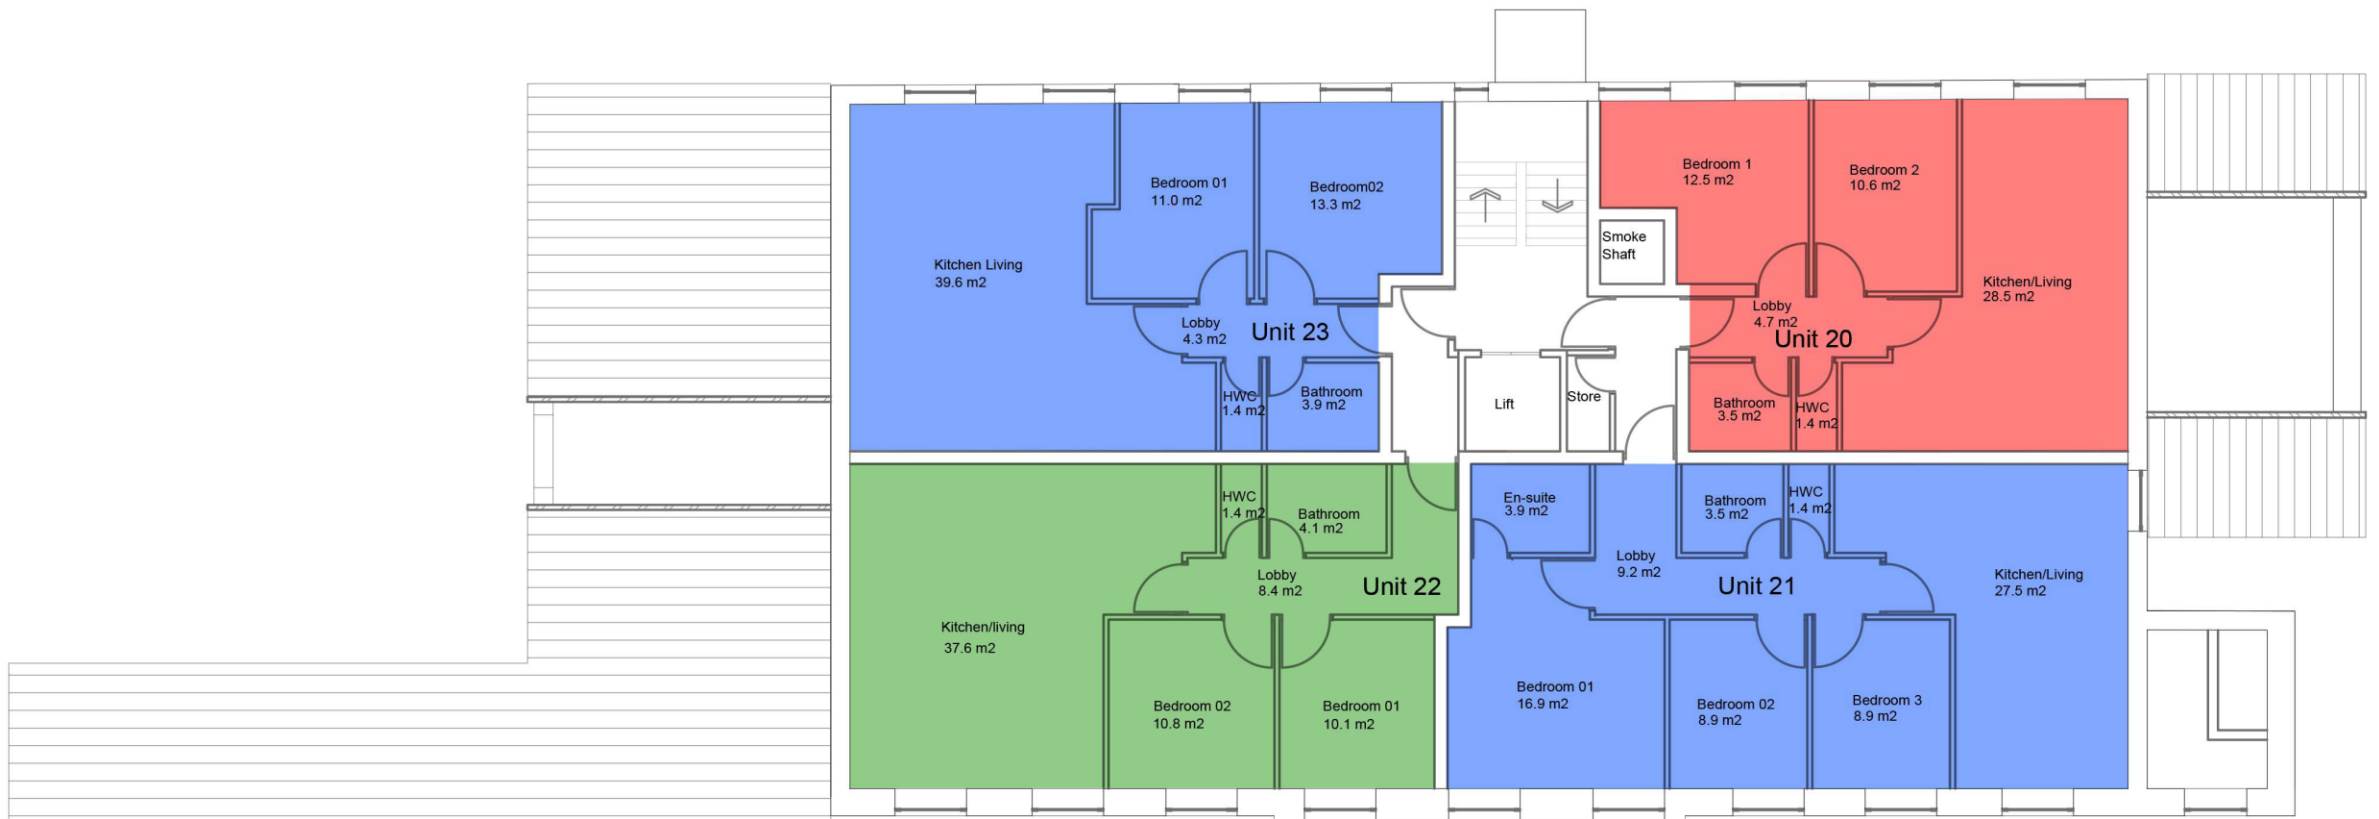 Bedroom 01
11.0 m2
Bedroom02
13.3 m2
Kitchen Living
39.6 m2
Lobby
4.3 m2
Unit 23
HWC
1.4 m2
Bathroom
3.9 m2
Smoke
Shaft
Lift
Store
Bedroom 1
12.5 m2
Bedroom 2
10.6 m2
Kitchen/Living
28.5 m2
Lobby
4.7 m2
Unit 20
Bathroom
3.5 m2
HWC
1.4 m2
HWC
1.4 m2
Bathroom
4.1 m2
Lobby
8.4 m2
Unit 22
Kitchen/living
37.6 m2
Bedroom 02
10.8 m2
Bedroom 01
10.1 m2
En-suite
3.9 m2
Bathroom
3.5 m2
HWC
1.4 m2
Lobby
9.2 m2
Unit 21
Kitchen/Living
27.5 m2
Bedroom 01
16.9 m2
Bedroom 02
8.9 m2
Bedroom 3
8.9 m2